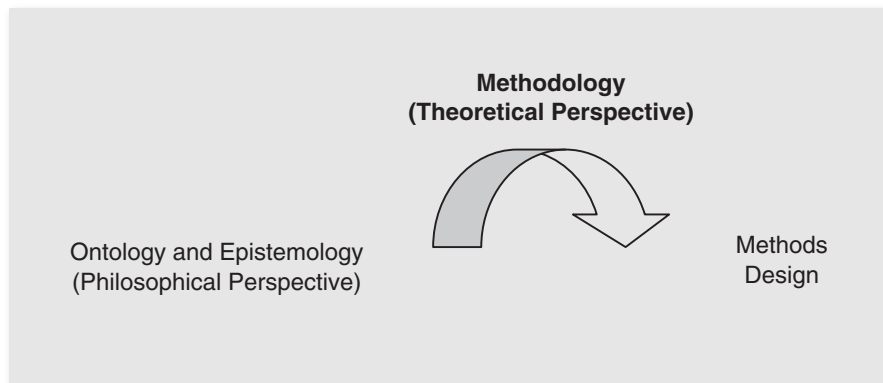 Methodology
(Theoretical Perspective)
Ontology and Epistemology
(Philosophical Perspective)
Methods
Design